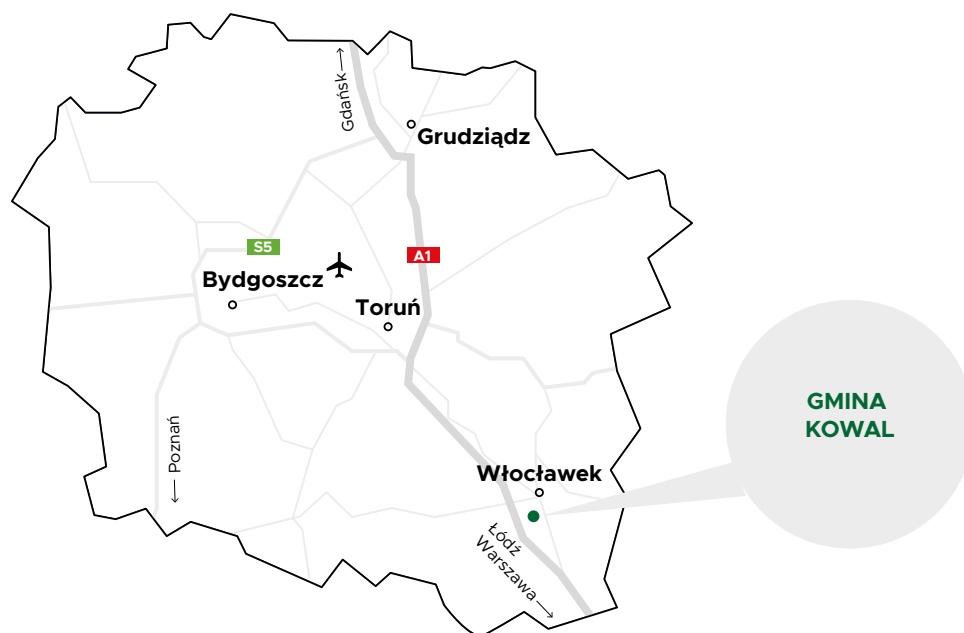 Gdańsk
Grudziądz
S5
A1
Bydgoszcz
Toruń
GMINA
KOWAL
Poznań
Włocławek
Łódź
Warszawa